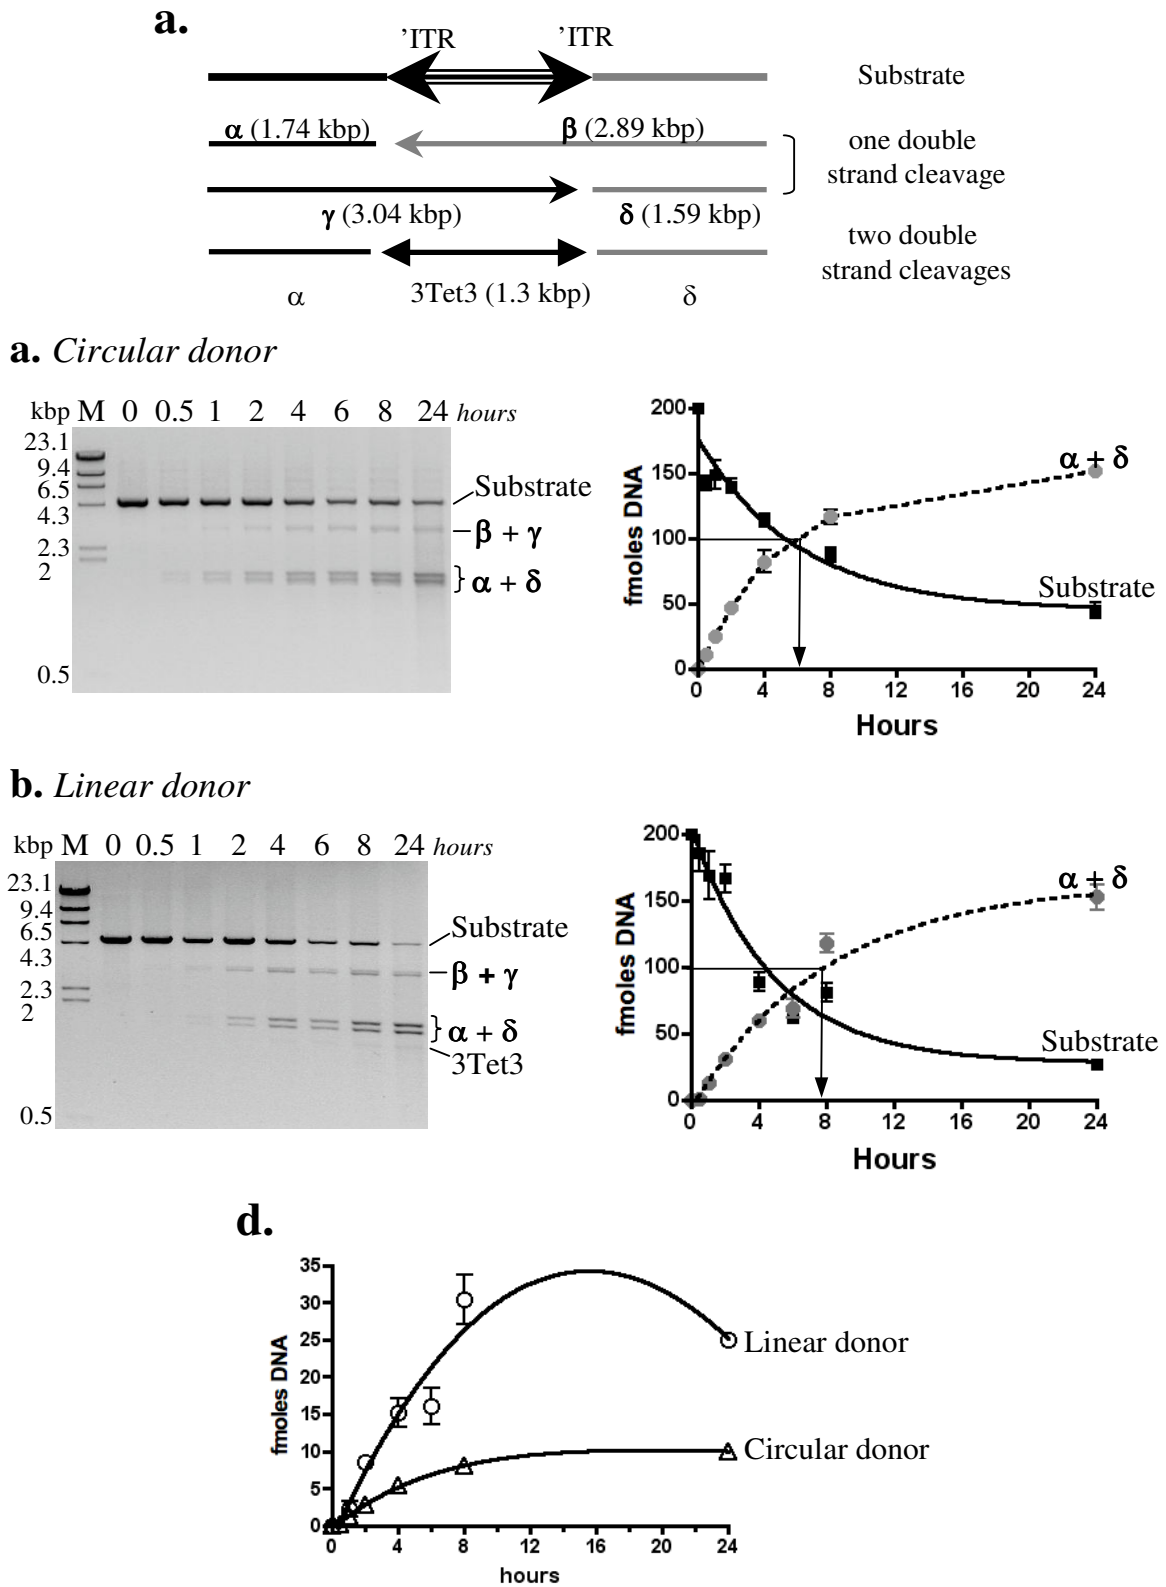 a.
’ITR ’ITR
Substrate
α (1.74 kbp) β (2.89 kbp)
one double
strand cleavage
γ (3.04 kbp) δ (1.59 kbp)
two double
strand cleavages
α 3Tet3 (1.3 kbp) δ
a. Circular donor
kbp M 0 0.5 1 2 4 6 8 24 hours
23.1
9.4
6.5
4.3
2.3
2
0.5
Substrate
β + γ
α + δ
200
150
100
50
0
fmoles DNA
α + δ
Substrate
0 4 8 12 16 20 24
Hours
b. Linear donor
kbp M 0 0.5 1 2 4 6 8 24 hours
23.1
9.4
6.5
4.3
2.3
2
0.5
Substrate
β + γ
α + δ
3Tet3
200
150
100
50
0
fmoles DNA
α + δ
Substrate
0 4 8 12 16 20 24
Hours
d.
35
30
25
20
15
10
5
0
fmoles DNA
Linear donor
Circular donor
0 4 8 12 16 20 24
hours